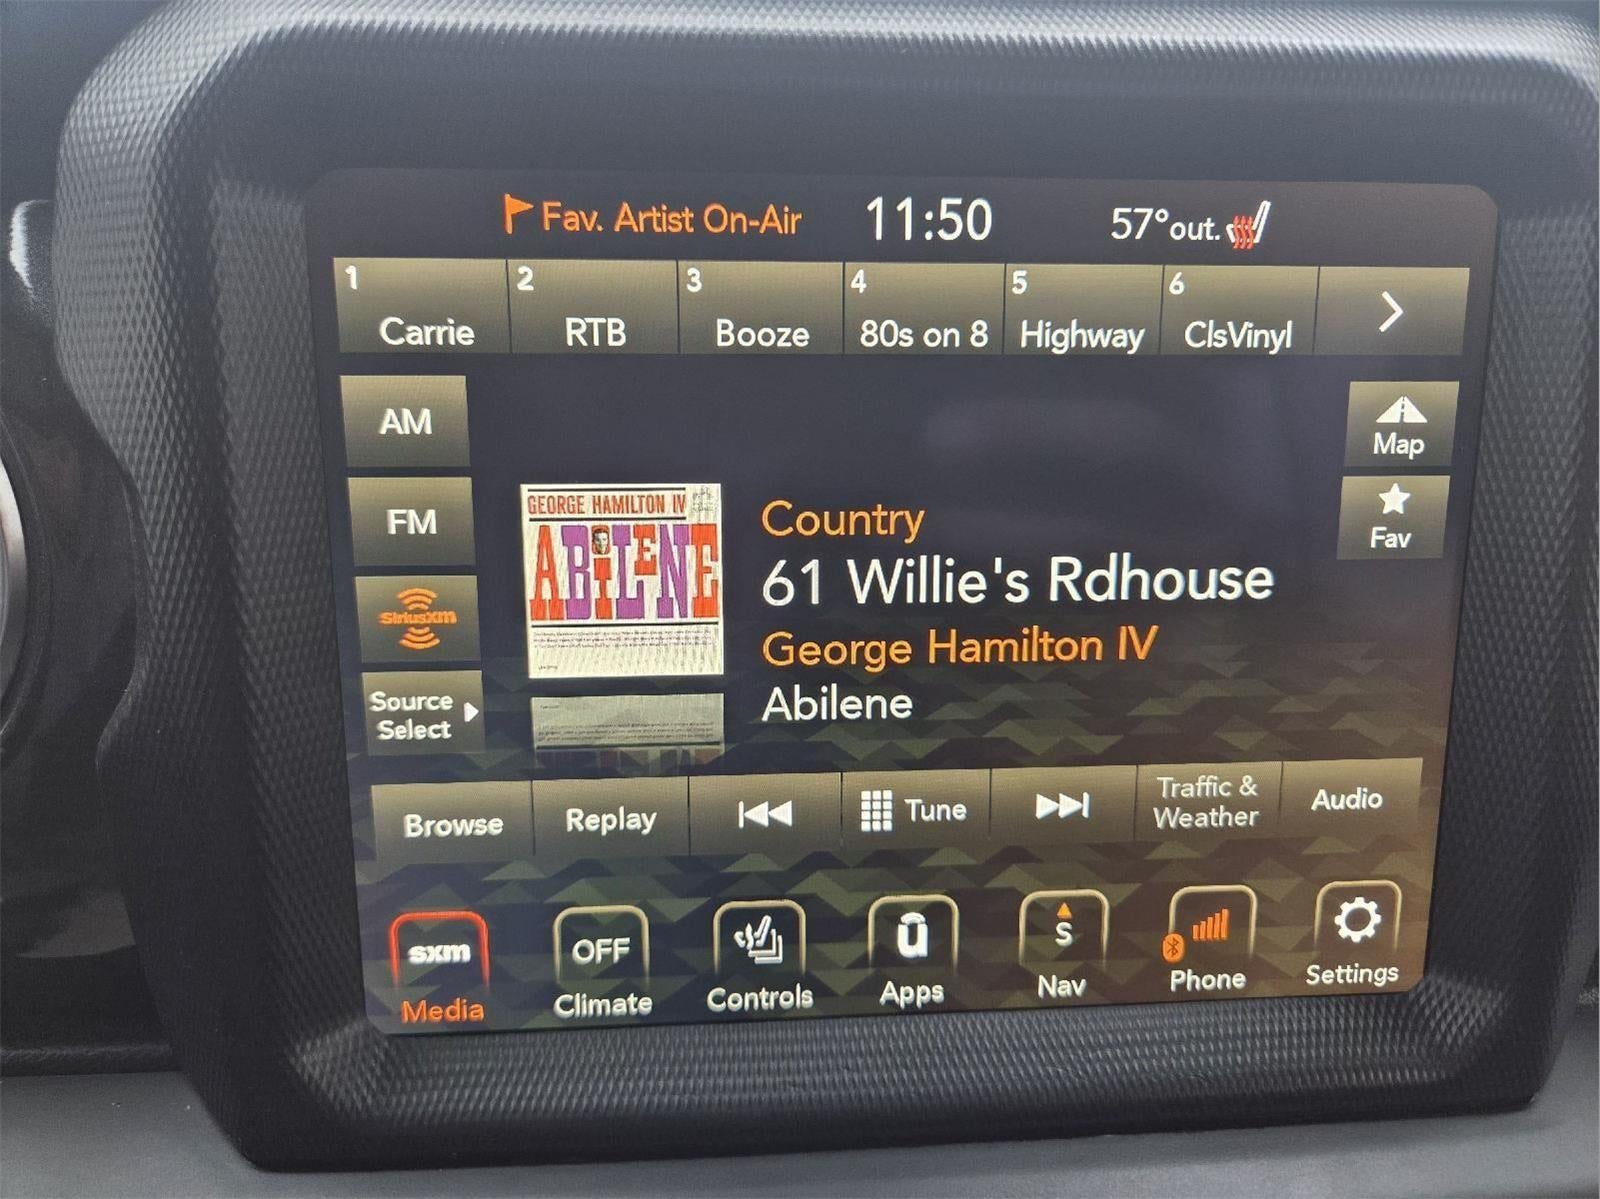 Fav. Artist On-Air 11:50 57°out.
1 2 3 4 5 6
Carrie RTB Booze 80s on 8 Highway ClsVinyl
AM
FM
SiriusXM
Source
Select
Map
Fav
GEORGE HAMILTON IV
ABILENE
Country
61 Willie's Rdhouse
George Hamilton IV
Abilene
Browse Replay Tune Traffic &
Weather Audio
sxm OFF u S
Media Climate Controls Apps Nav Phone Settings